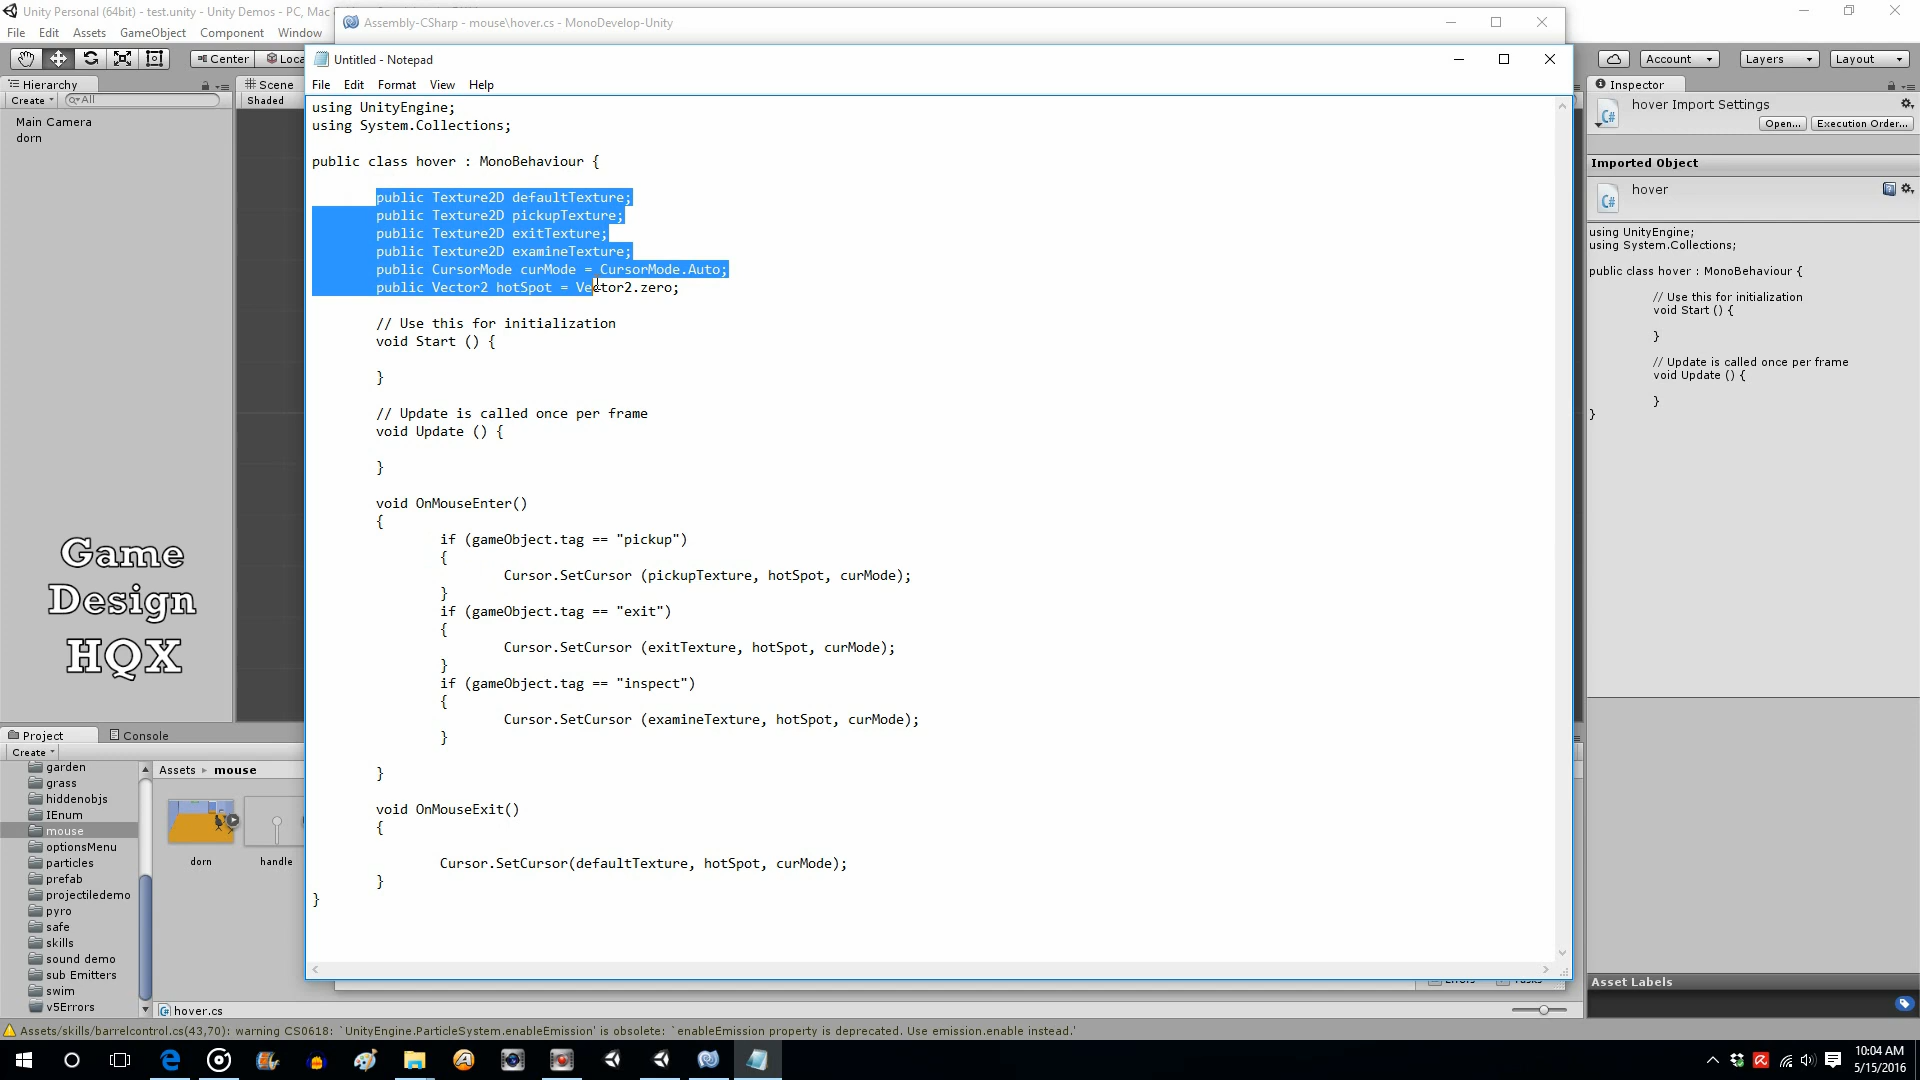 Unity Personal (64bit) - test.unity - Unity Demos - PC, Mac
Assembly-CSharp - mouse\hover.cs - MonoDevelop-Unity
File Edit Assets GameObject Component Window
Untitled - Notepad
Center
Loca
Account
Layers
Layout
File Edit Format View Help
Hierarchy
Scene
Inspector
Create
All
Shaded
Main Camera
dorn
using UnityEngine;
using System.Collections;
public class hover : MonoBehaviour {
public Texture2D defaultTexture;
public Texture2D pickupTexture;
public Texture2D exitTexture;
public Texture2D examineTexture;
public CursorMode curMode = CursorMode.Auto;
public Vector2 hotSpot = Vector2.zero;
// Use this for initialization
void Start () {
}
// Update is called once per frame
void Update () {
}
void OnMouseEnter()
{
if (gameObject.tag == "pickup")
{
Cursor.SetCursor (pickupTexture, hotSpot, curMode);
}
if (gameObject.tag == "exit")
{
Cursor.SetCursor (exitTexture, hotSpot, curMode);
}
if (gameObject.tag == "inspect")
{
Cursor.SetCursor (examineTexture, hotSpot, curMode);
}
}
void OnMouseExit()
{
Cursor.SetCursor(defaultTexture, hotSpot, curMode);
}
}
hover Import Settings
Open... Execution Order...
Imported Object
hover
using UnityEngine;
using System.Collections;
public class hover : MonoBehaviour {
// Use this for initialization
void Start () {
}
// Update is called once per frame
void Update () {
}
}
Game
Design
HQX
Project
Console
Create
garden
grass
hiddenobjs
IEnum
mouse
optionsMenu
particles
prefab
projectiledemo
pyro
safe
skills
sound demo
sub Emitters
swim
v5Errors
Assets mouse
dorn
handle
hover.cs
Errors
Tasks
Asset Labels
Assets/skills/barrelcontrol.cs(43,70): warning CS0618: `UnityEngine.ParticleSystem.enableEmission' is obsolete: `enableEmission property is deprecated. Use emission.enable instead.'
10:04 AM
5/15/2016